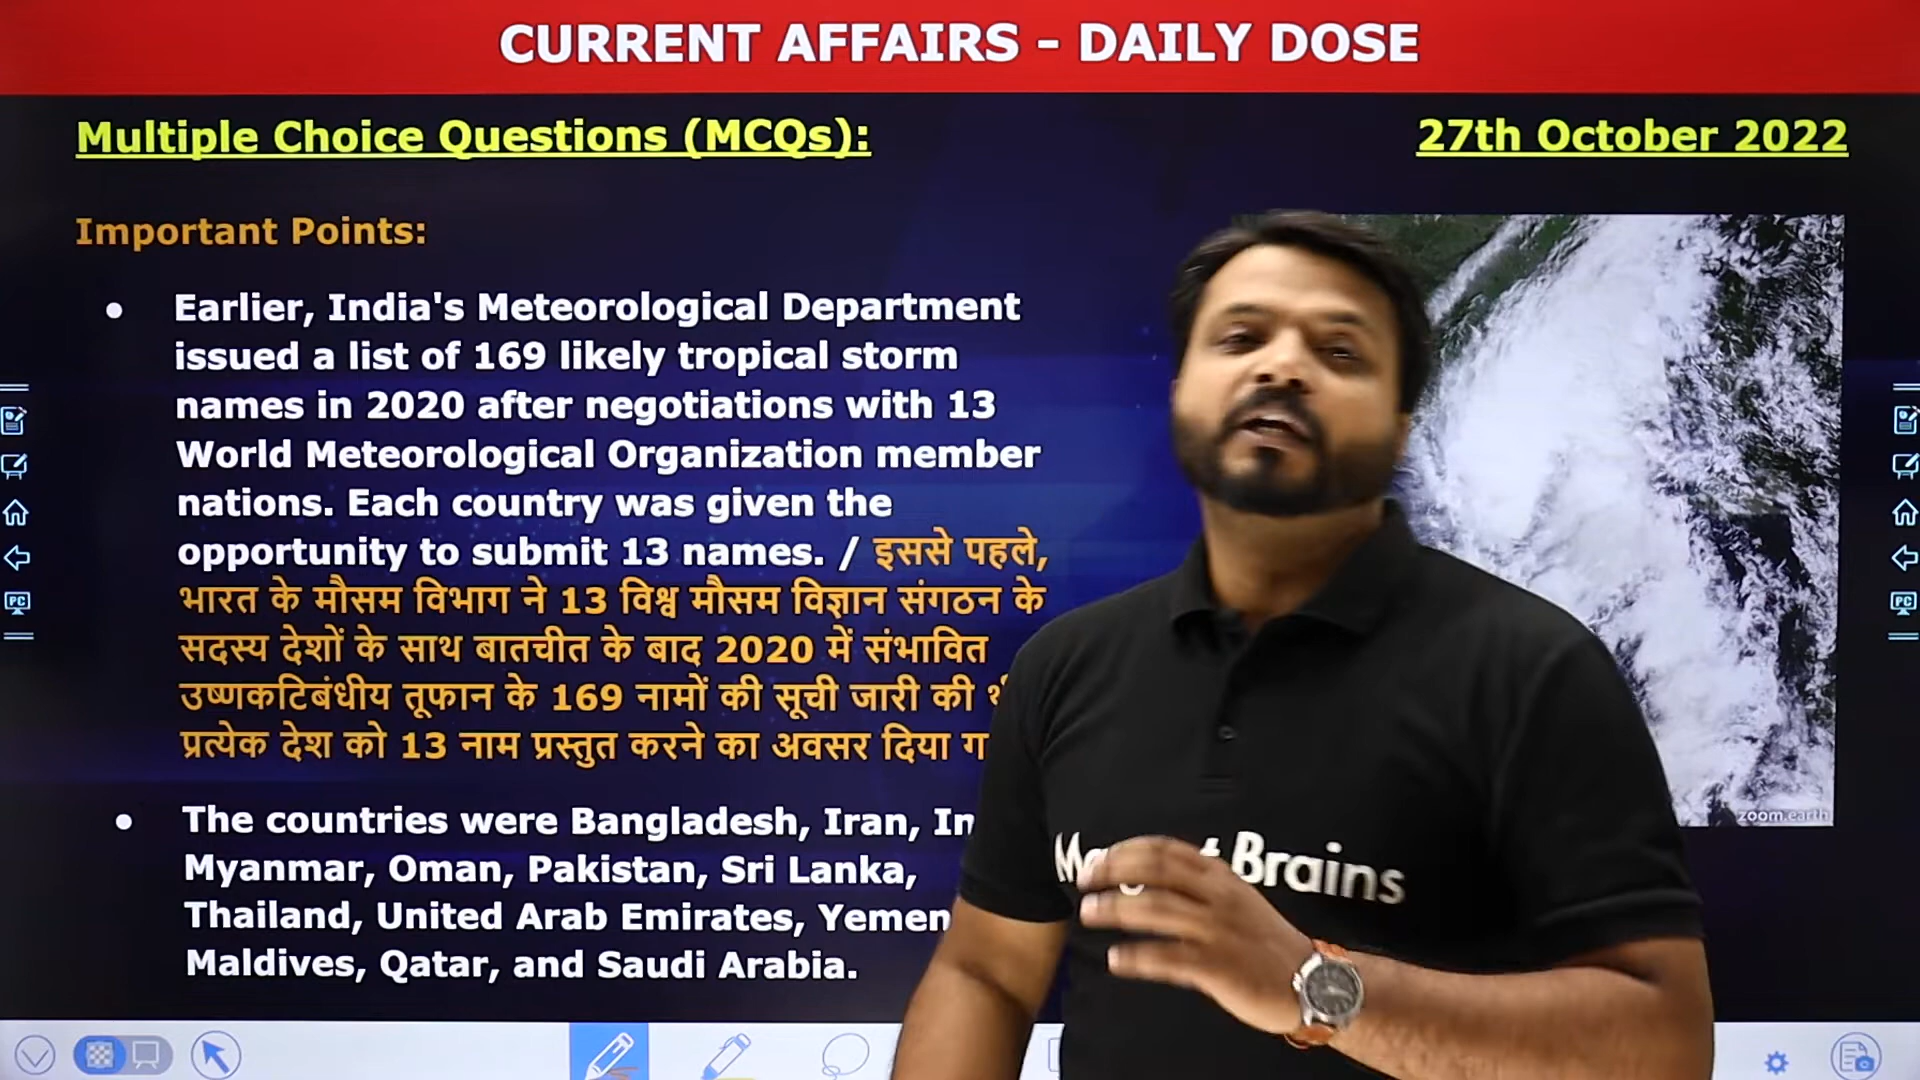 CURRENT AFFAIRS - DAILY DOSE
Multiple Choice Questions (MCQs):
27th October 2022
Important Points:
● Earlier, India's Meteorological Department
issued a list of 169 likely tropical storm
names in 2020 after negotiations with 13
World Meteorological Organization member
nations. Each country was given the
opportunity to submit 13 names. / इससे पहले,
भारत के मौसम विभाग ने 13 विश्व मौसम विज्ञान संगठन के
सदस्य देशों के साथ बातचीत के बाद 2020 में संभावित
उष्णकटिबंधीय तूफान के 169 नामों की सूची जारी की
प्रत्येक देश को 13 नाम प्रस्तुत करने का अवसर दिया
● The countries were Bangladesh, Iran,
Myanmar, Oman, Pakistan, Sri Lanka,
Thailand, United Arab Emirates, Yemen
Maldives, Qatar, and Saudi Arabia.
zoom.earth
Brains
PC
PC